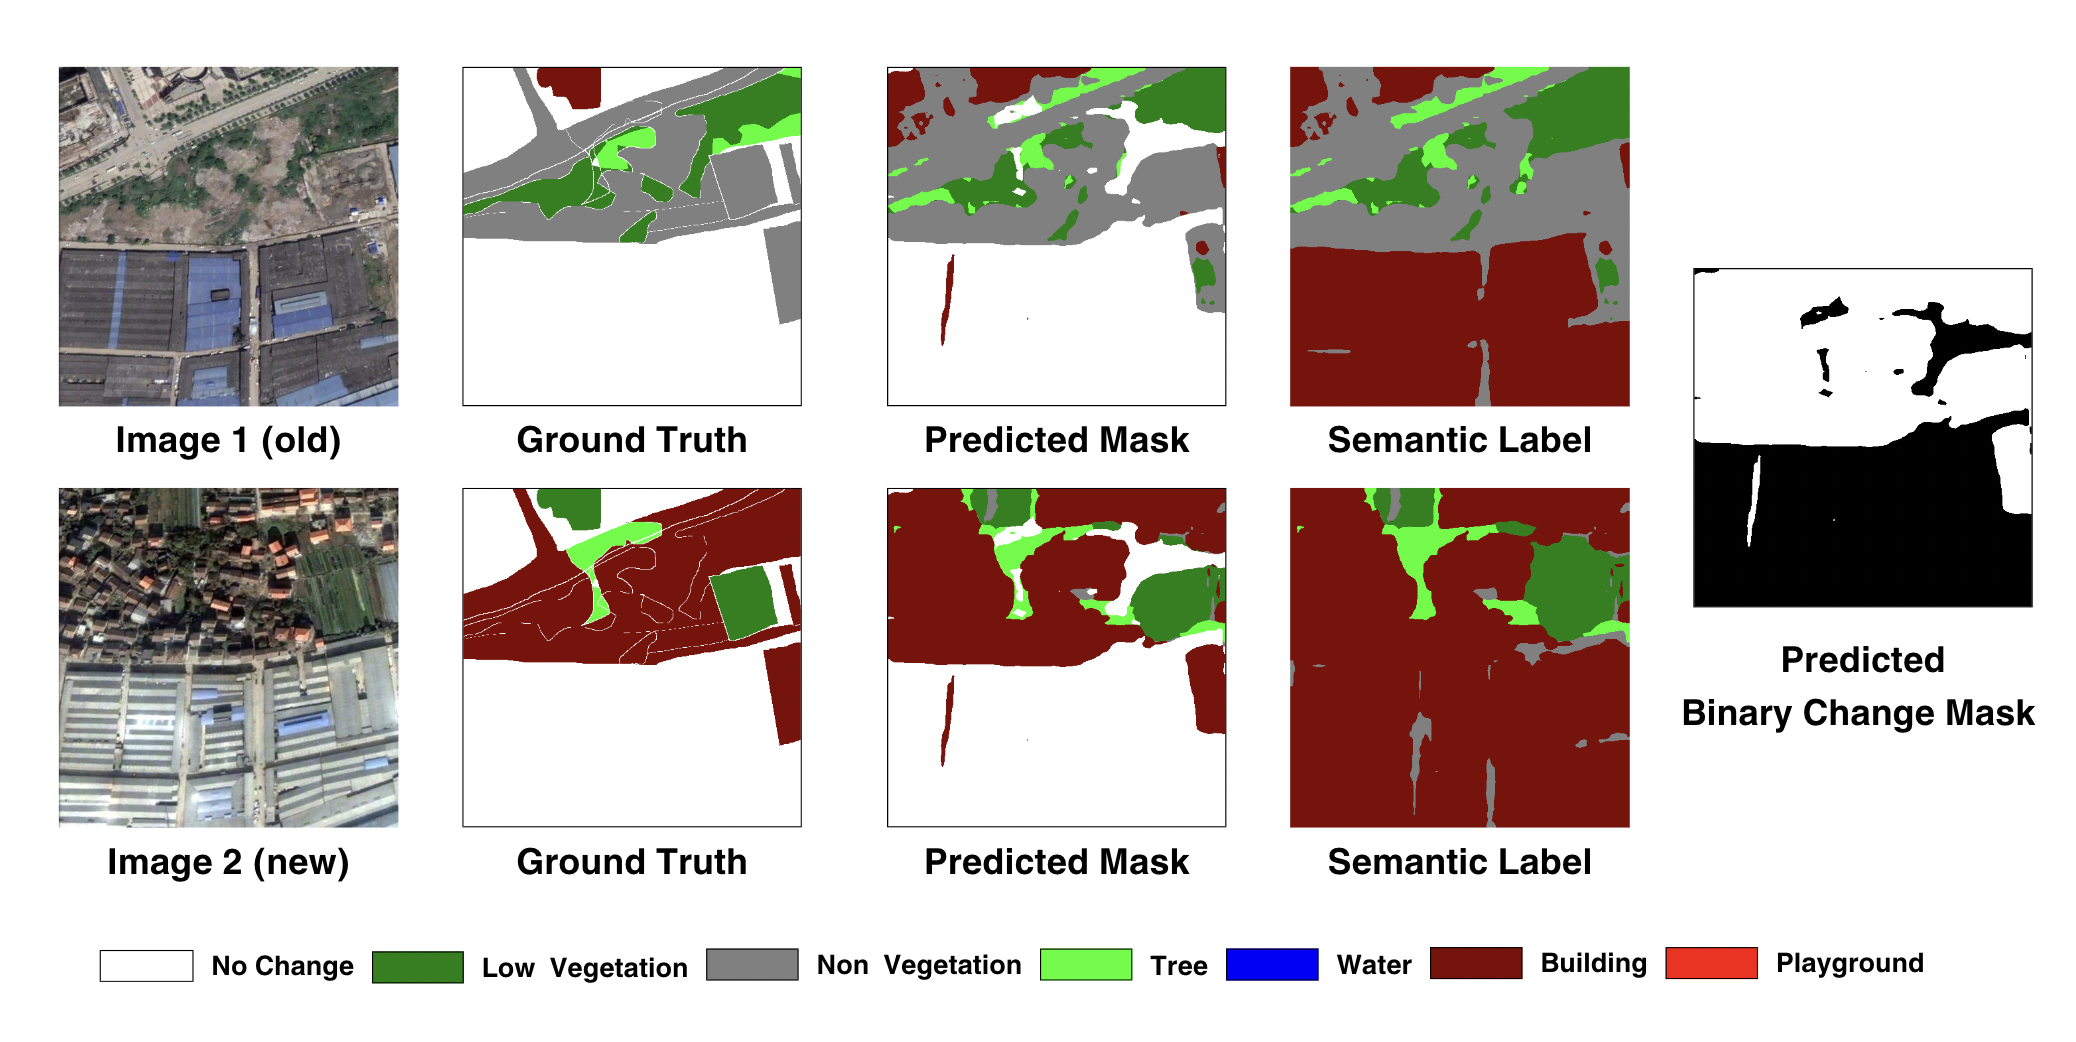 Image 1 (old)
Ground Truth
Predicted Mask
Semantic Label
Predicted
Binary Change Mask
Image 2 (new)
Ground Truth
Predicted Mask
Semantic Label
No Change
Low Vegetation
Non Vegetation
Tree
Water
Building
Playground